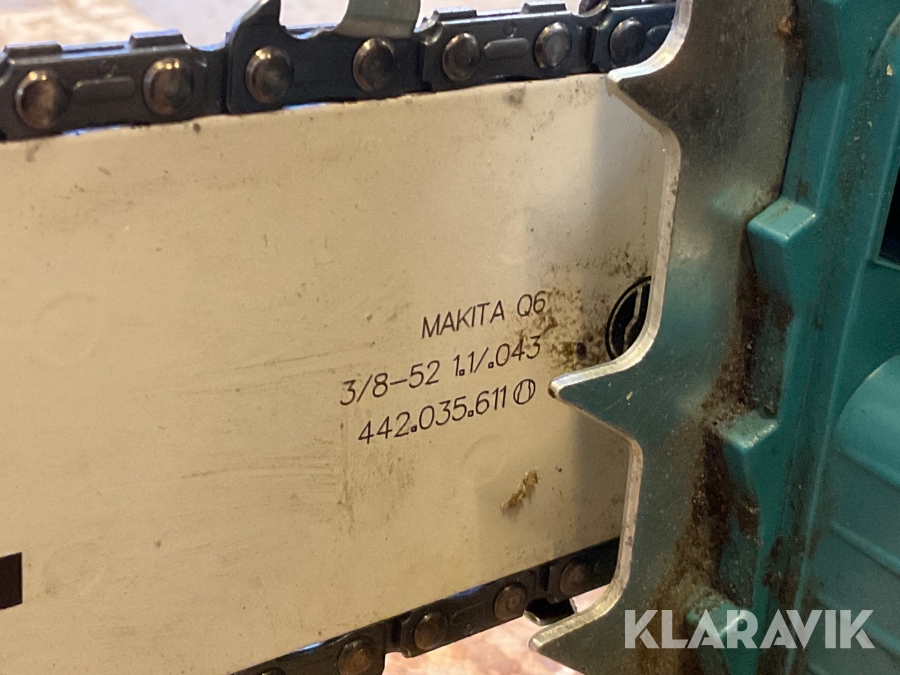 MAKITA Q6
3/8-52 1.1/.043
442.035.611
KLARAVIK